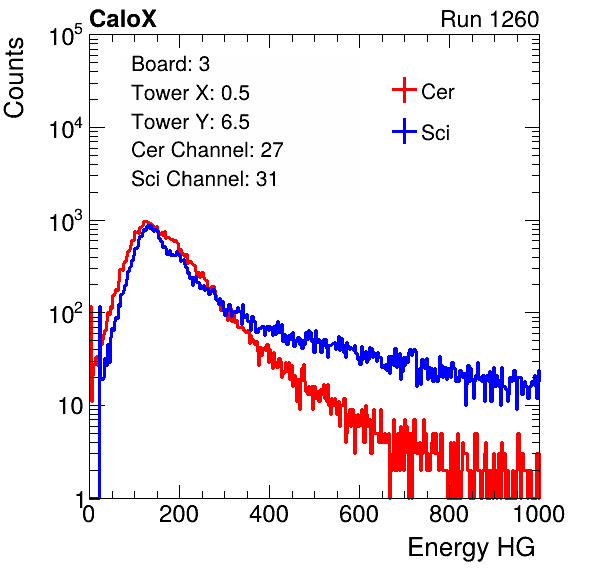 CaloX Run 1260
Counts
10^5
10^4
10^3
10^2
10
1
Board: 3
Tower X: 0.5
Tower Y: 6.5
Cer Channel: 27
Sci Channel: 31
Cer
Sci
0 200 400 600 800 1000
Energy HG